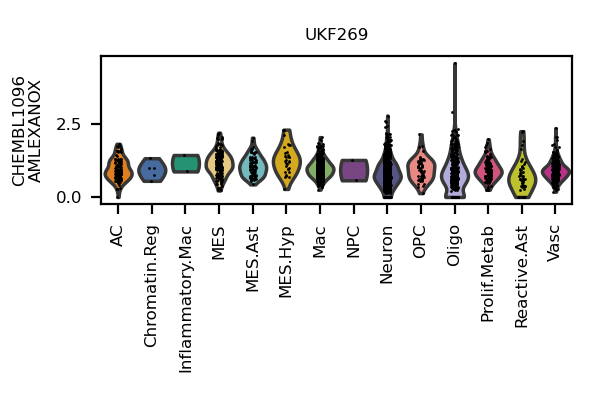 UKF269
CHEMBL1096
AMLEXANOX
2.5
0.0
AC
Chromatin.Reg
Inflammatory.Mac
MES
MES.Ast
MES.Hyp
Mac
NPC
Neuron
OPC
Oligo
Prolif.Metab
Reactive.Ast
Vasc